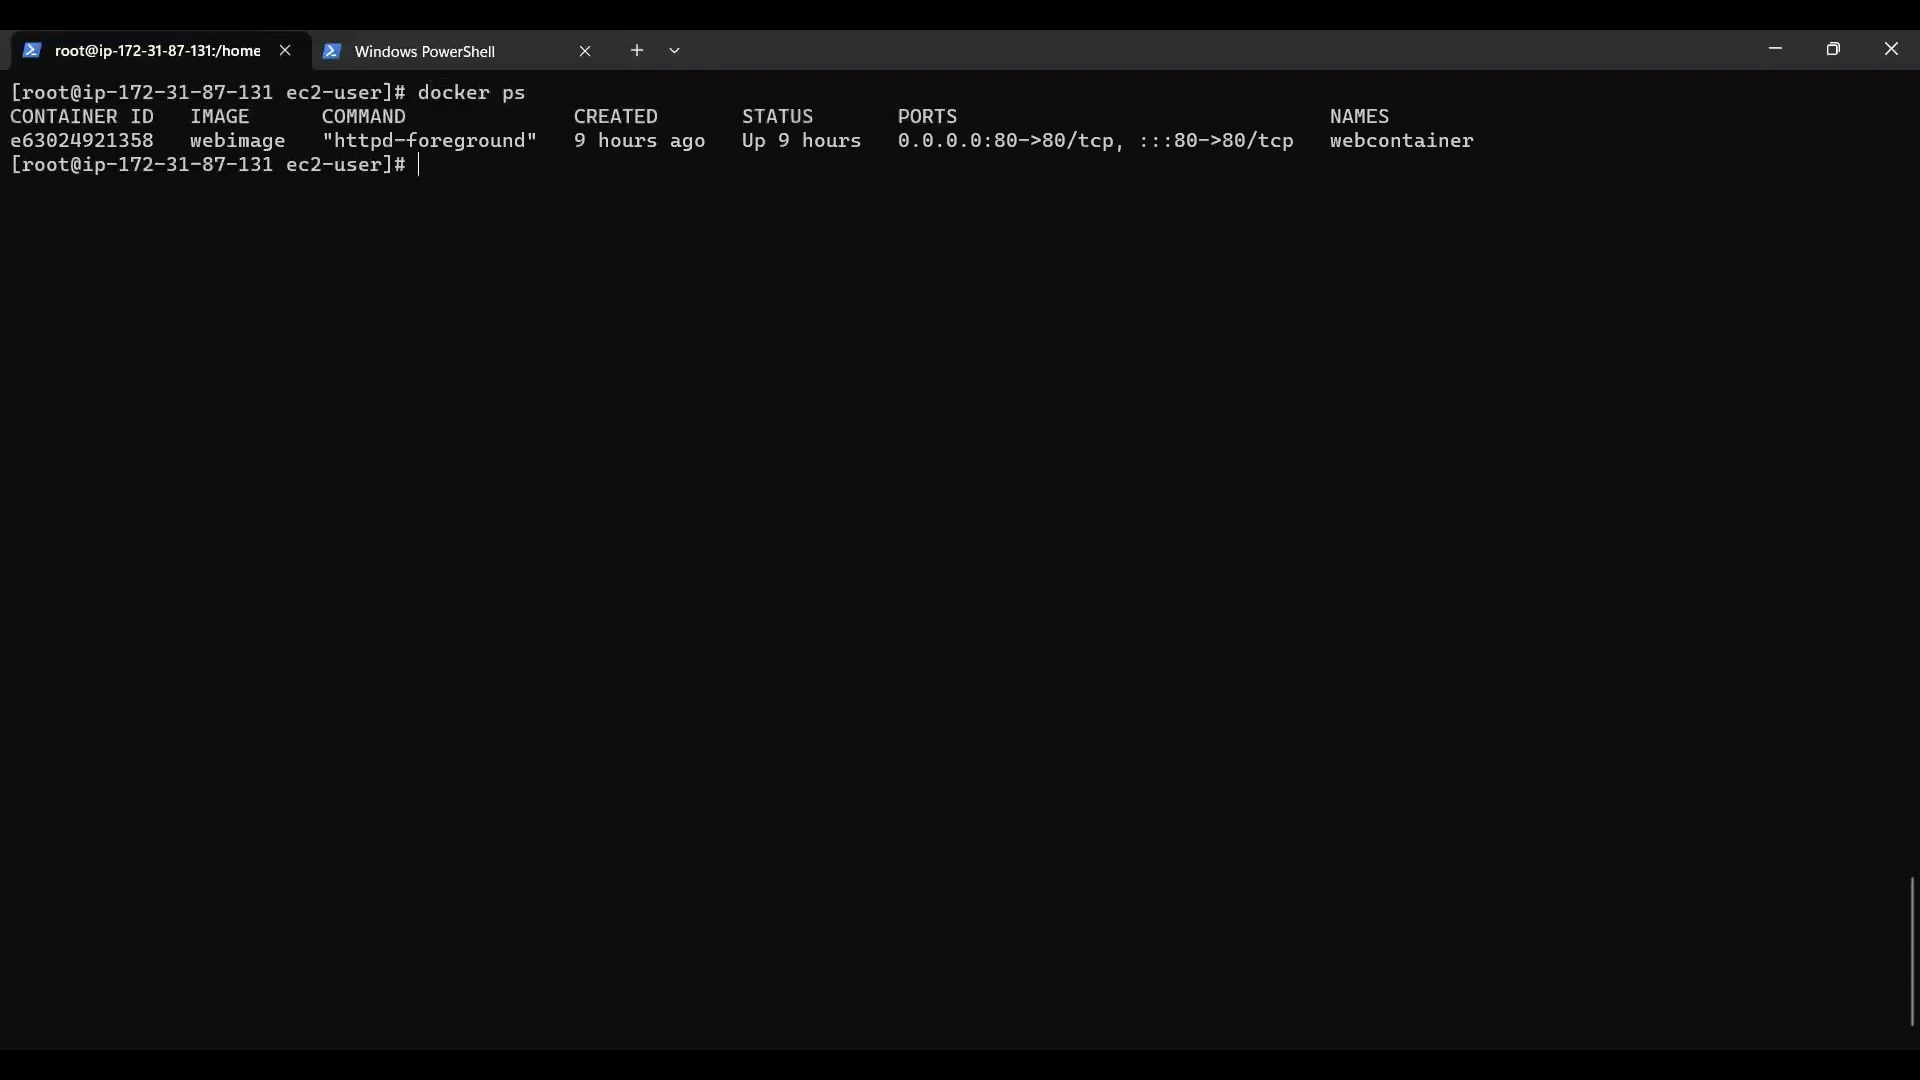 root@ip-172-31-87-131:/home
Windows PowerShell
[root@ip-172-31-87-131 ec2-user]# docker ps
CONTAINER ID   IMAGE      COMMAND              CREATED       STATUS       PORTS                               NAMES
e63024921358   webimage   "httpd-foreground"   9 hours ago   Up 9 hours   0.0.0.0:80->80/tcp, :::80->80/tcp   webcontainer
[root@ip-172-31-87-131 ec2-user]#